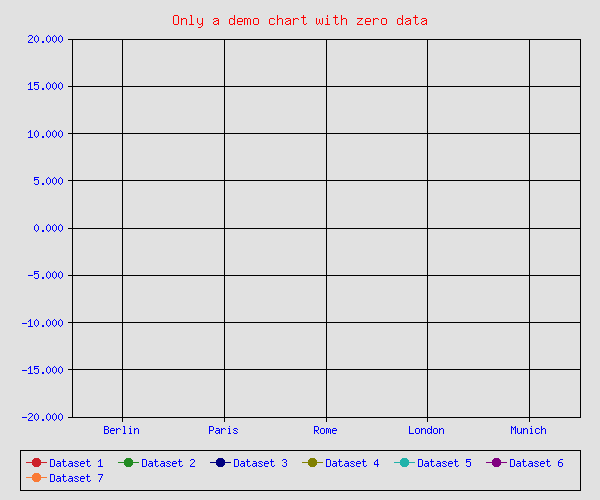 Only a demo chart with zero data
20.000
15.000
10.000
5.000
0.000
-5.000
-10.000
-15.000
-20.000
Berlin Paris Rome London Munich
Dataset 1 Dataset 2 Dataset 3 Dataset 4 Dataset 5 Dataset 6
Dataset 7